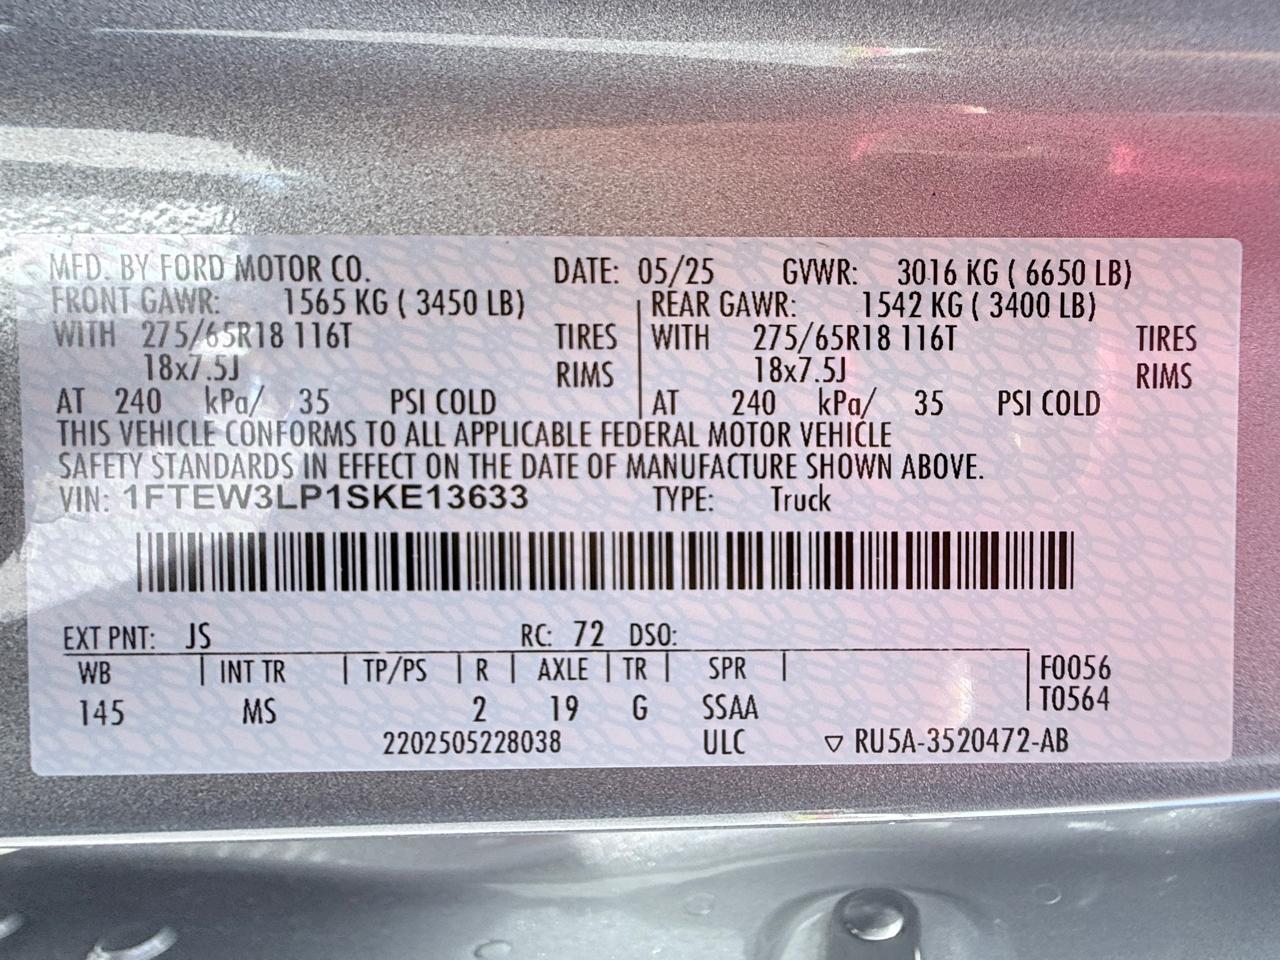 MFD. BY FORD MOTOR CO. DATE: 05/25 GVWR: 3016 KG ( 6650 LB)
FRONT GAWR: 1565 KG ( 3450 LB) REAR GAWR: 1542 KG ( 3400 LB)
WITH 275/65R18 116T TIRES WITH 275/65R18 116T TIRES
18x7.5J RIMS 18x7.5J RIMS
AT 240 kPa/ 35 PSI COLD AT 240 kPa/ 35 PSI COLD
THIS VEHICLE CONFORMS TO ALL APPLICABLE FEDERAL MOTOR VEHICLE
SAFETY STANDARDS IN EFFECT ON THE DATE OF MANUFACTURE SHOWN ABOVE.
VIN: 1FTEW3LP1SKE13633 TYPE: Truck
EXT PNT: JS RC: 72 DSO:
WB | INT TR | TP/PS | R | AXLE | TR | SPR | | F0056
145 MS 2 19 G SSAA T0564
2202505228038 ULC ▽ RU5A-3520472-AB